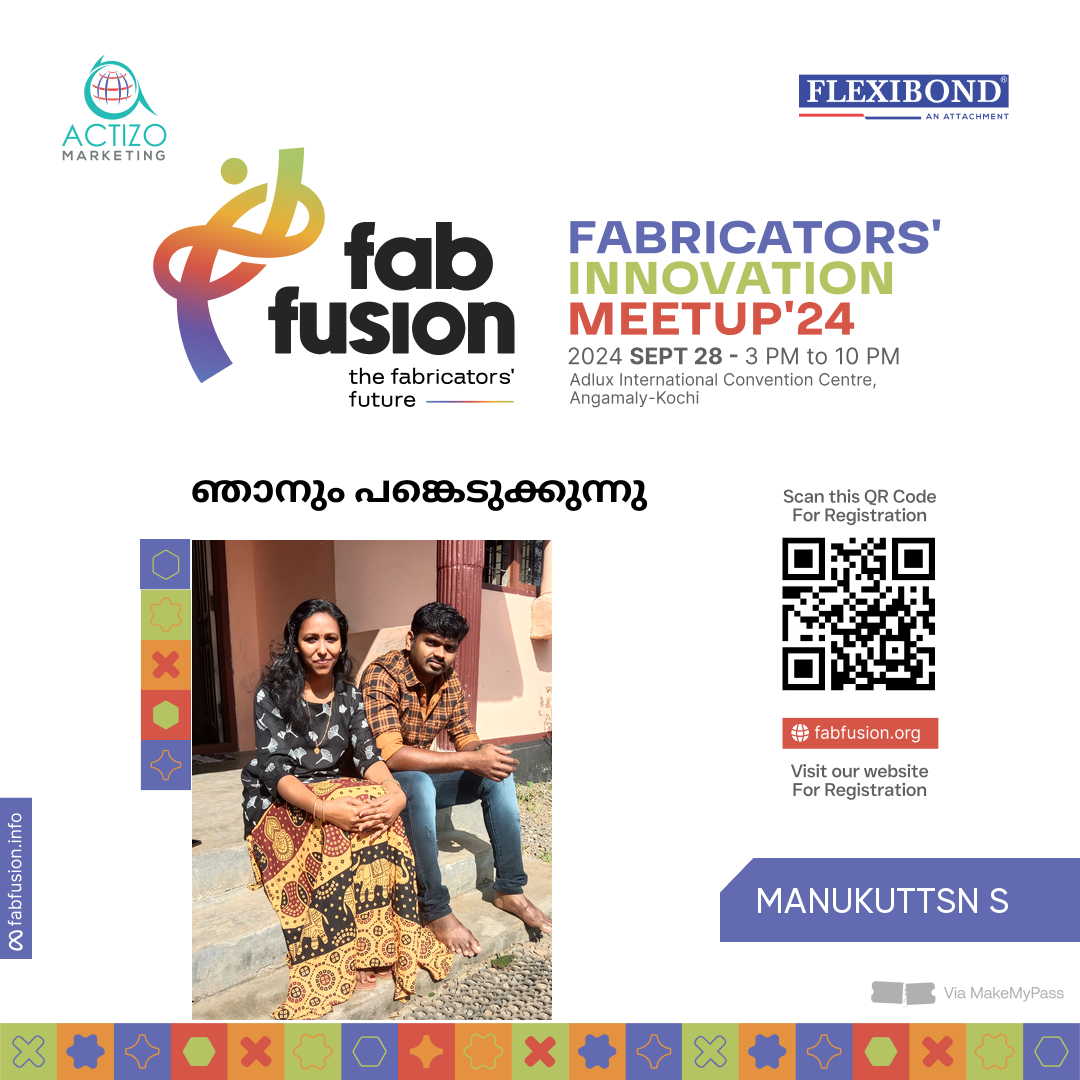 ACTIZO
MARKETING
FLEXIBOND®
AN ATTACHMENT
fab
fusion
the fabricators'
future
FABRICATORS'
INNOVATION
MEETUP'24
2024 SEPT 28 - 3 PM to 10 PM
Adlux International Convention Centre,
Angamaly-Kochi
ഞാനും പങ്കെടുക്കുന്നു
Scan this QR Code
For Registration
fabfusion.org
Visit our website
For Registration
fabfusion.info
MANUKUTTSN S
Via MakeMyPass